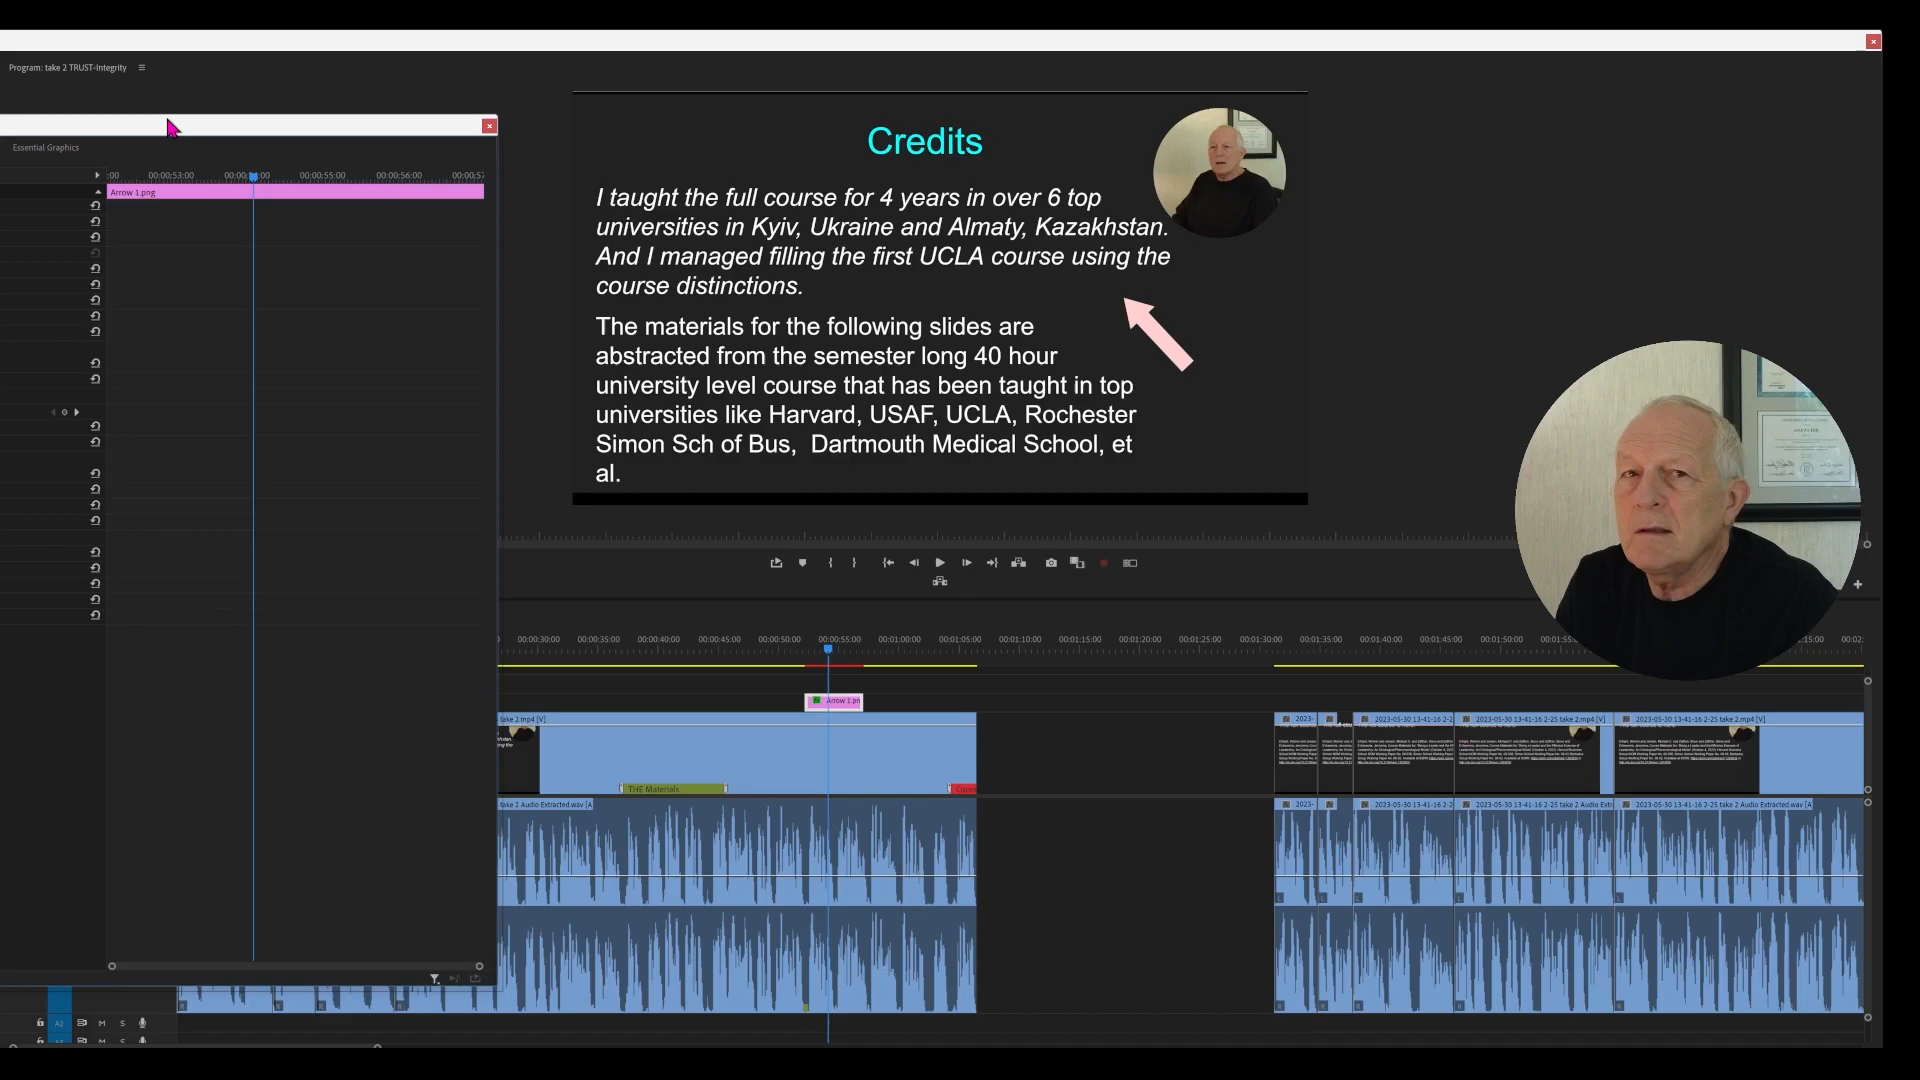 Program: take 2 TRUST-Integrity
Essential Graphics
:00 00:00:53:00 00:00:55:00 00:00:56:00 00:00:57
Arrow 1.png
Credits
I taught the full course for 4 years in over 6 top
universities in Kyiv, Ukraine and Almaty, Kazakhstan.
And I managed filling the first UCLA course using the
course distinctions.
The materials for the following slides are
abstracted from the semester long 40 hour
university level course that has been taught in top
universities like Harvard, USAF, UCLA, Rochester
Simon Sch of Bus, Dartmouth Medical School, et
al.
00:00:30:00 00:00:35:00 00:00:40:00 00:00:45:00 00:00:50:00 00:00:55:00 00:01:00:00 00:01:05:00 00:01:10:00 00:01:15:00 00:01:20:00 00:01:25:00 00:01:30:00 00:01:35:00 00:01:40:00 00:01:45:00 00:01:50:00 00:01:55: 15:00 00:02:
Arrow 1.pn
take 2.mp4 [V]
2023- 2023-05-30 13-41-16 2-2 2023-05-30 13-41-16 2-25 take 2.mp4 [V] 2023-05-30 13-41-16 2-25 take 2.mp4 [V]
THE Materials
Cours
take 2 Audio Extracted.wav [A
2023- 2023-05-30 13-41-16 2-2 2023-05-30 13-41-16 2-25 take 2 Audio Extr 2023-05-30 13-41-16 2-25 take 2 Audio Extracted.wav [A
L L L L L
R R R R R R R R R
A2 M S
M S